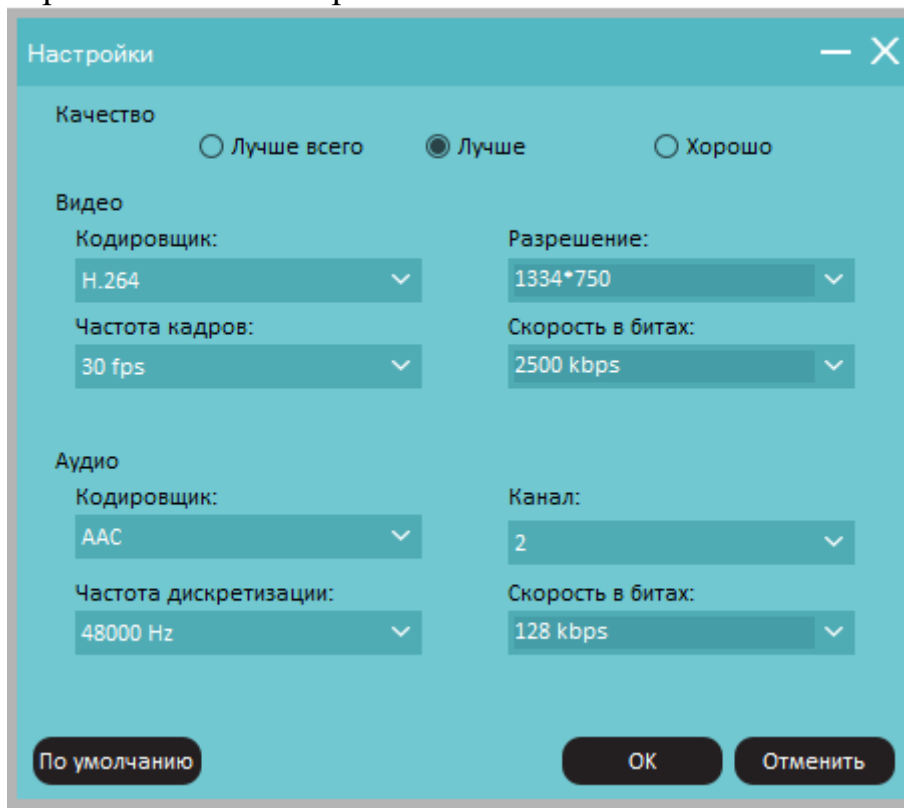 Настройки
Качество
Лучше всего Лучше Хорошо
Видео
Кодировщик: Разрешение:
H.264 1334*750
Частота кадров: Скорость в битах:
30 fps 2500 kbps
Аудио
Кодировщик: Канал:
AAC 2
Частота дискретизации: Скорость в битах:
48000 Hz 128 kbps
По умолчанию OK Отменить